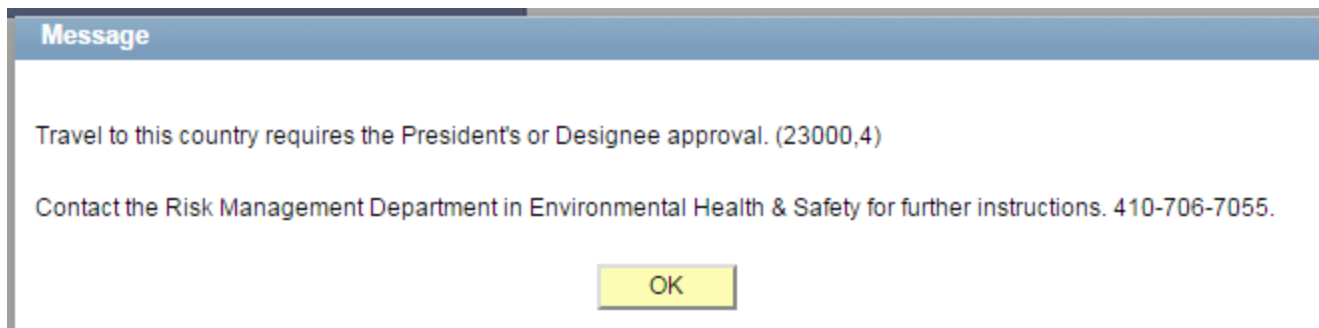 Message
Travel to this country requires the President's or Designee approval. (23000,4)
Contact the Risk Management Department in Environmental Health & Safety for further instructions. 410-706-7055.
OK